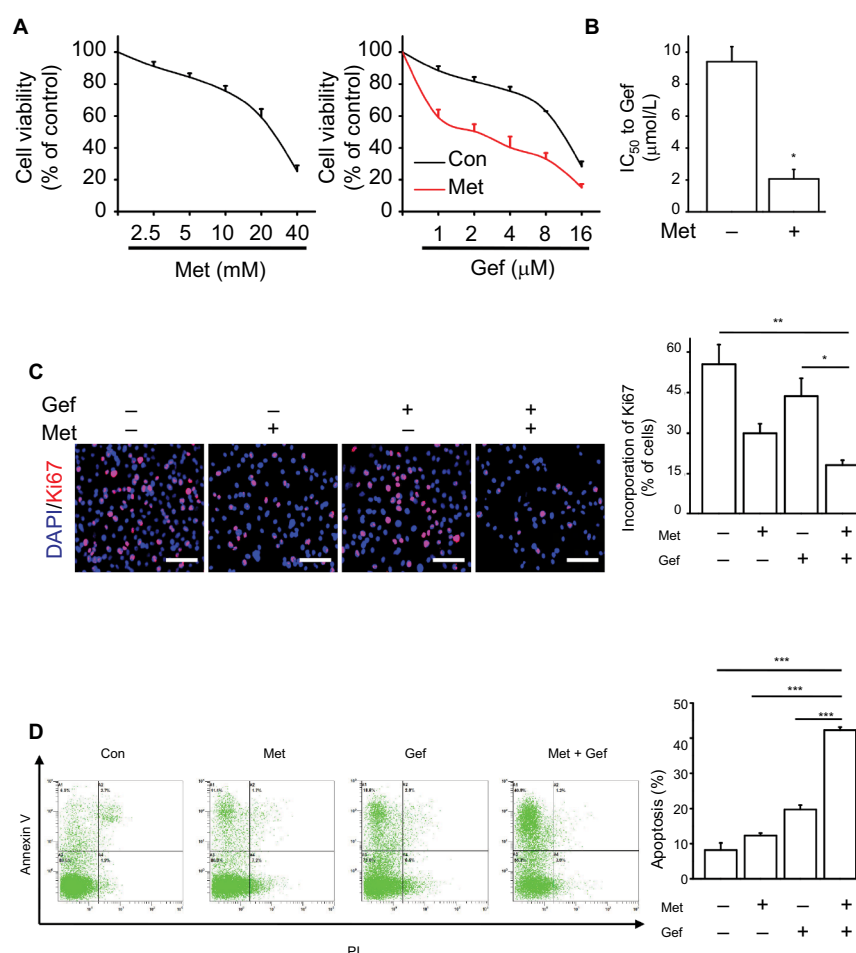 A
Cell viability
(% of control)
100
80
60
40
20
0
2.5 5 10 20 40
Met (mM)
Cell viability
(% of control)
100
80
60
40
20
0
Con
Met
1 2 4 8 16
Gef (μM)
B
IC50 to Gef
(μmol/L)
10
8
6
4
2
0
*
Met – +
C
Gef – – + +
Met – + – +
DAPI/Ki67
Incorporation of Ki67
(% of cells)
60
45
30
15
0
**
*
Met – + – +
Gef – – + +
D
Con Met Gef Met + Gef
Annexin V
PI
Apoptosis (%)
50
40
30
20
10
0
***
***
***
Met – + – +
Gef – – + +